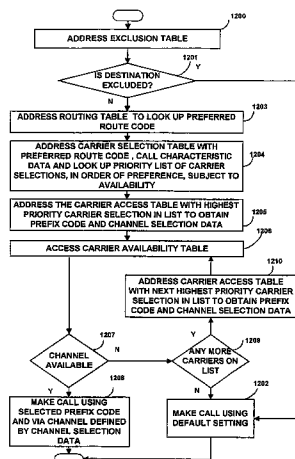 1200
ADDRESS EXCLUSION TABLE
1201
IS DESTINATION
EXCLUDED?
Y
N
1203
ADDRESS ROUTING TABLE TO LOOK UP PREFERRED
ROUTE CODE
ADDRESS CARRIER SELECTION TABLE WITH
PREFERRED ROUTE CODE , CALL CHARACTERISTIC
DATA AND LOOK UP PRIORITY LIST OF CARRIER
SELECTIONS, IN ORDER OF PREFERENCE, SUBJECT TO
AVAILABILITY
1204
ADDRESS THE CARRIER ACCESS TABLE WITH HIGHEST
PRIORITY CARRIER SELECTION IN LIST TO OBTAIN
PREFIX CODE AND CHANNEL SELECTION DATA
1205
1206
ACCESS CARRIER AVAILABILITY TABLE
1210
ADDRESS CARRIER ACCESS TABLE
WITH NEXT HIGHEST PRIORITY CARRIER
SELECTION IN LIST TO OBTAIN PREFIX
CODE AND CHANNEL SELECTION DATA
1207
CHANNEL
AVAILABLE
N
Y
Y
1209
ANY MORE
CARRIERS ON
LIST
N
1208
MAKE CALL USING
SELECTED PREFIX CODE
AND VIA CHANNEL DEFINED
BY CHANNEL SELECTION
DATA
1202
MAKE CALL USING
DEFAULT SETTING